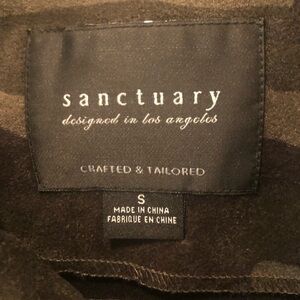 sanctuary
designed in los angeles
CRAFTED & TAILORED
S
MADE IN CHINA
FABRIQUE EN CHINE